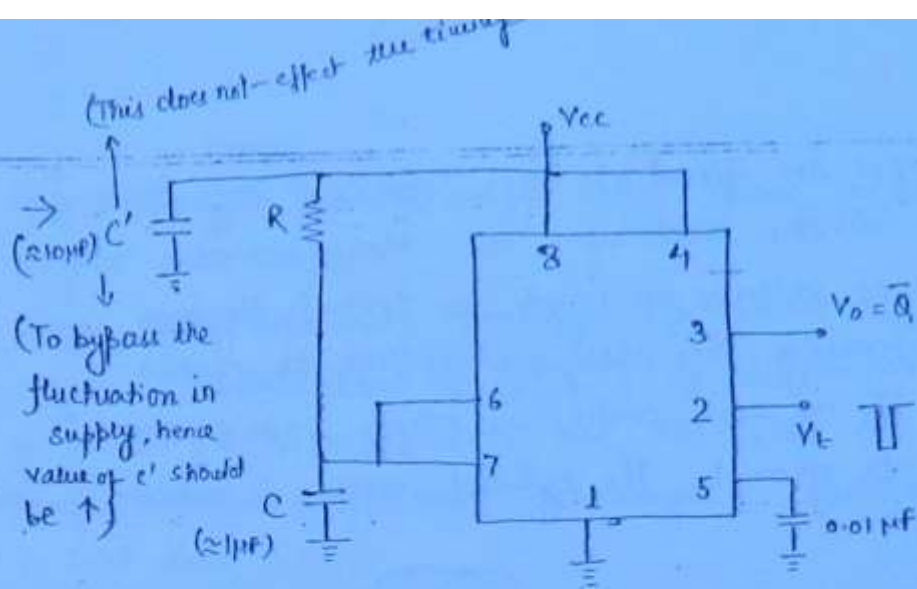 (This does not-effect the timing
Vcc
→
(≈10μF) C'
R
8 4
3
V₀ = Q̄
(To bypass the
fluctuation in
supply, hence
value of c' should
be ↑}
6
2
Vt
7
5
C
(≈1μF)
1
0.01 μF